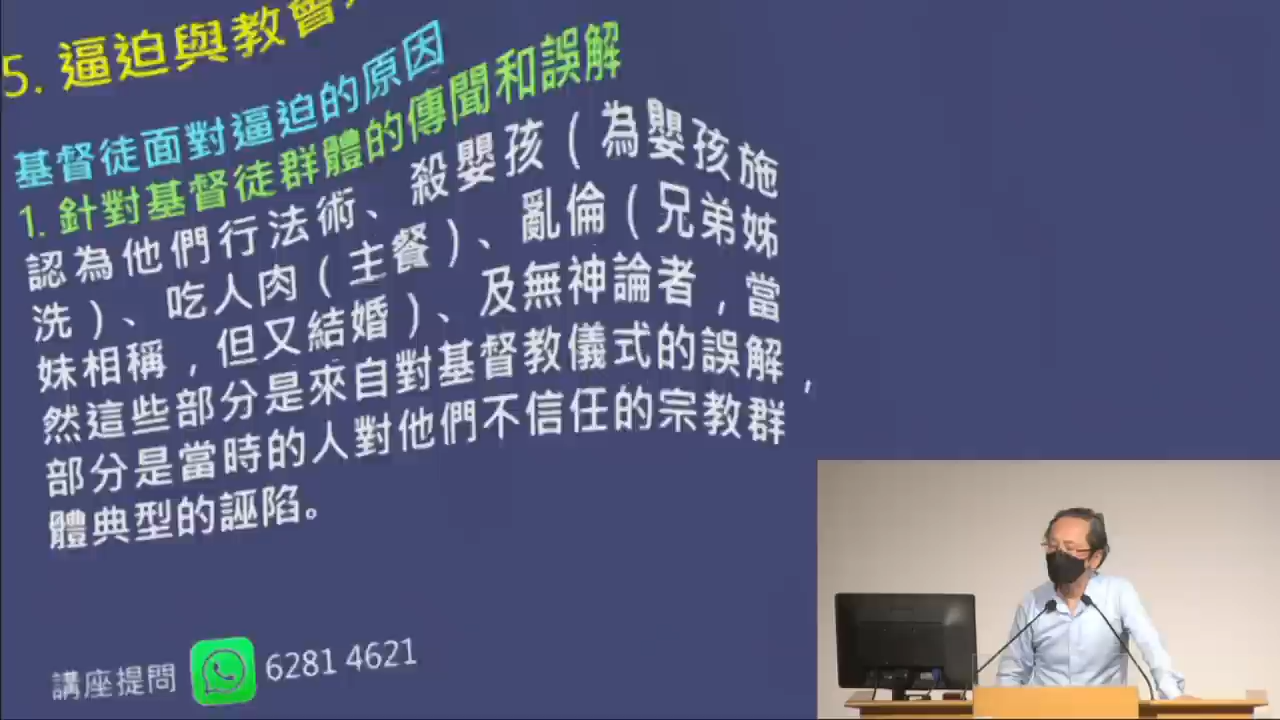 5. 逼迫與教會
基督徒面對逼迫的原因
1. 針對基督徒群體的傳聞和誤解
認為他們行法術、殺嬰孩（為嬰孩施
洗）、吃人肉（主餐）、亂倫（兄弟姊
妹相稱，但又結婚）、及無神論者，當
然這些部分是來自對基督教儀式的誤解，
部分是當時的人對他們不信任的宗教群
體典型的誣陷。
講座提問 6281 4621